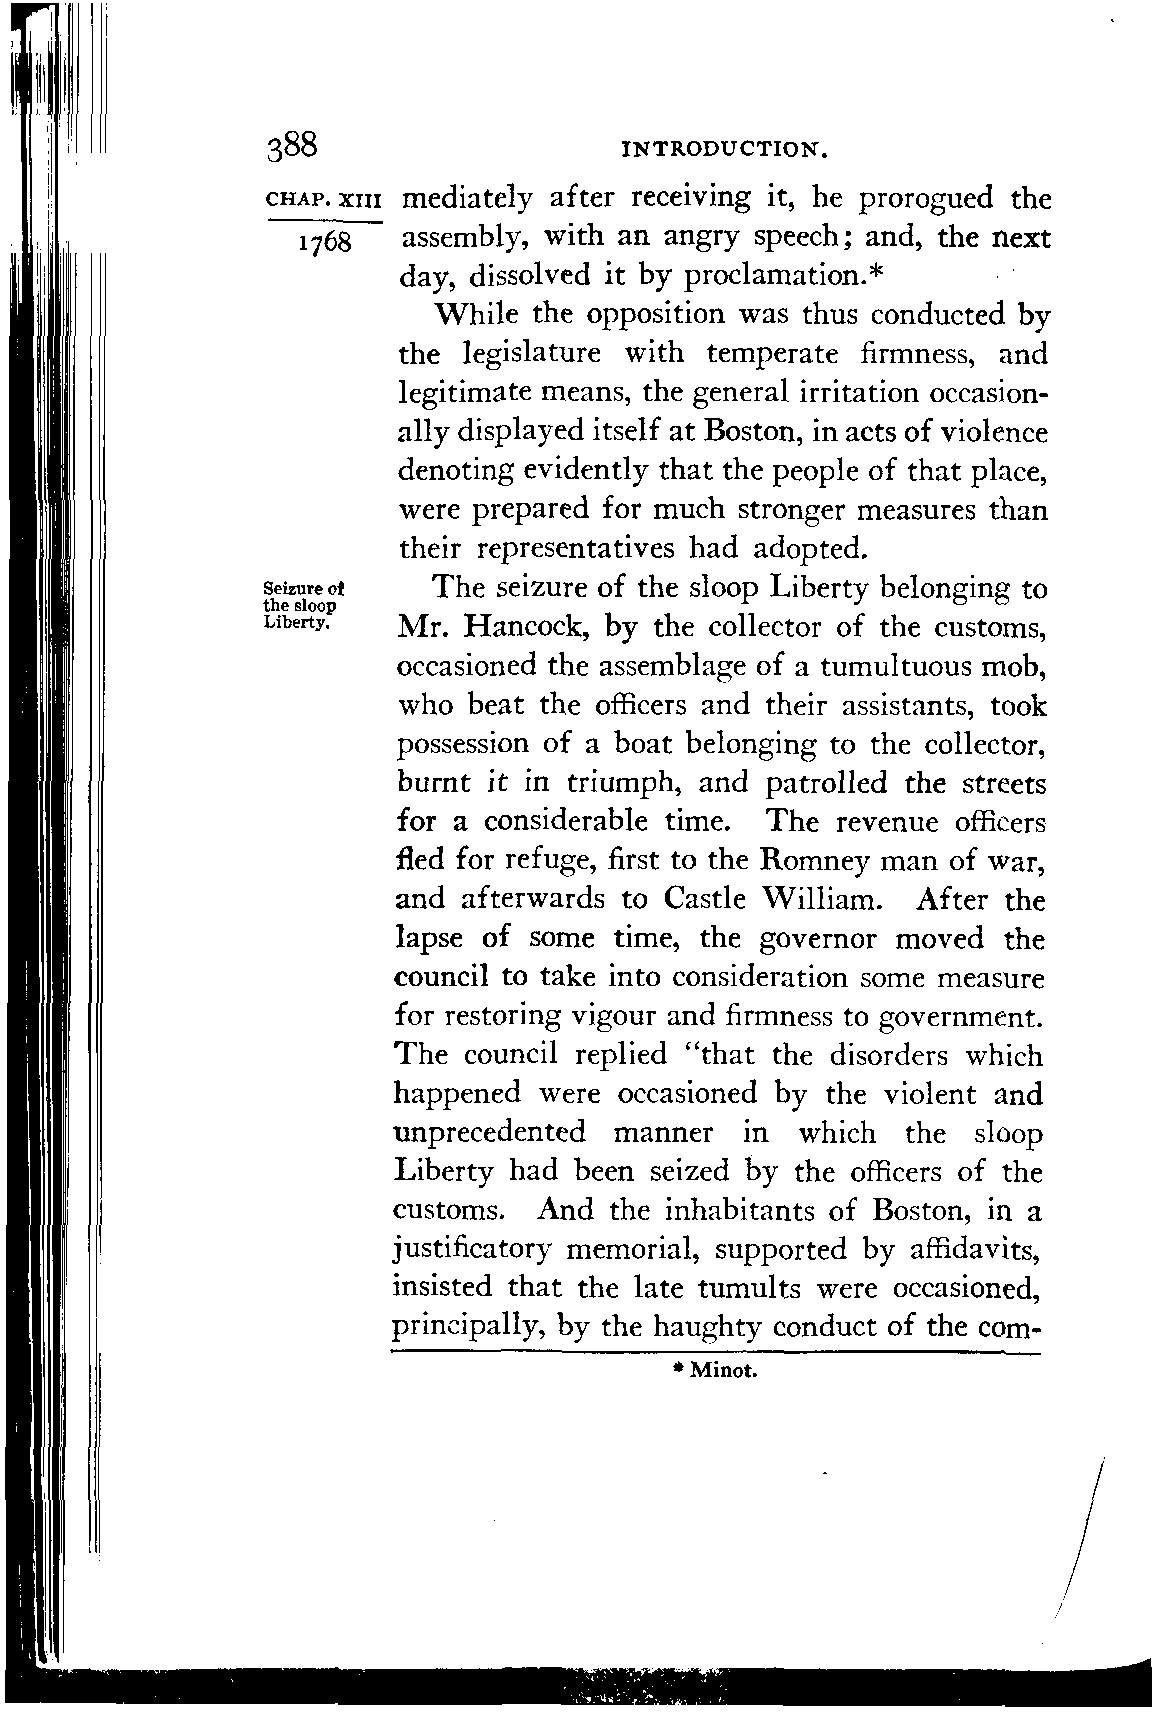 388 INTRODUCTION.
CHAP. XIII mediately after receiving it, he prorogued the
1768 assembly, with an angry speech; and, the next
day, dissolved it by proclamation.*
While the opposition was thus conducted by
the legislature with temperate firmness, and
legitimate means, the general irritation occasion-
ally displayed itself at Boston, in acts of violence
denoting evidently that the people of that place,
were prepared for much stronger measures than
their representatives had adopted.
Seizure of
the sloop
Liberty.
The seizure of the sloop Liberty belonging to
Mr. Hancock, by the collector of the customs,
occasioned the assemblage of a tumultuous mob,
who beat the officers and their assistants, took
possession of a boat belonging to the collector,
burnt it in triumph, and patrolled the streets
for a considerable time. The revenue officers
fled for refuge, first to the Romney man of war,
and afterwards to Castle William. After the
lapse of some time, the governor moved the
council to take into consideration some measure
for restoring vigour and firmness to government.
The council replied "that the disorders which
happened were occasioned by the violent and
unprecedented manner in which the sloop
Liberty had been seized by the officers of the
customs. And the inhabitants of Boston, in a
justificatory memorial, supported by affidavits,
insisted that the late tumults were occasioned,
principally, by the haughty conduct of the com-
* Minot.